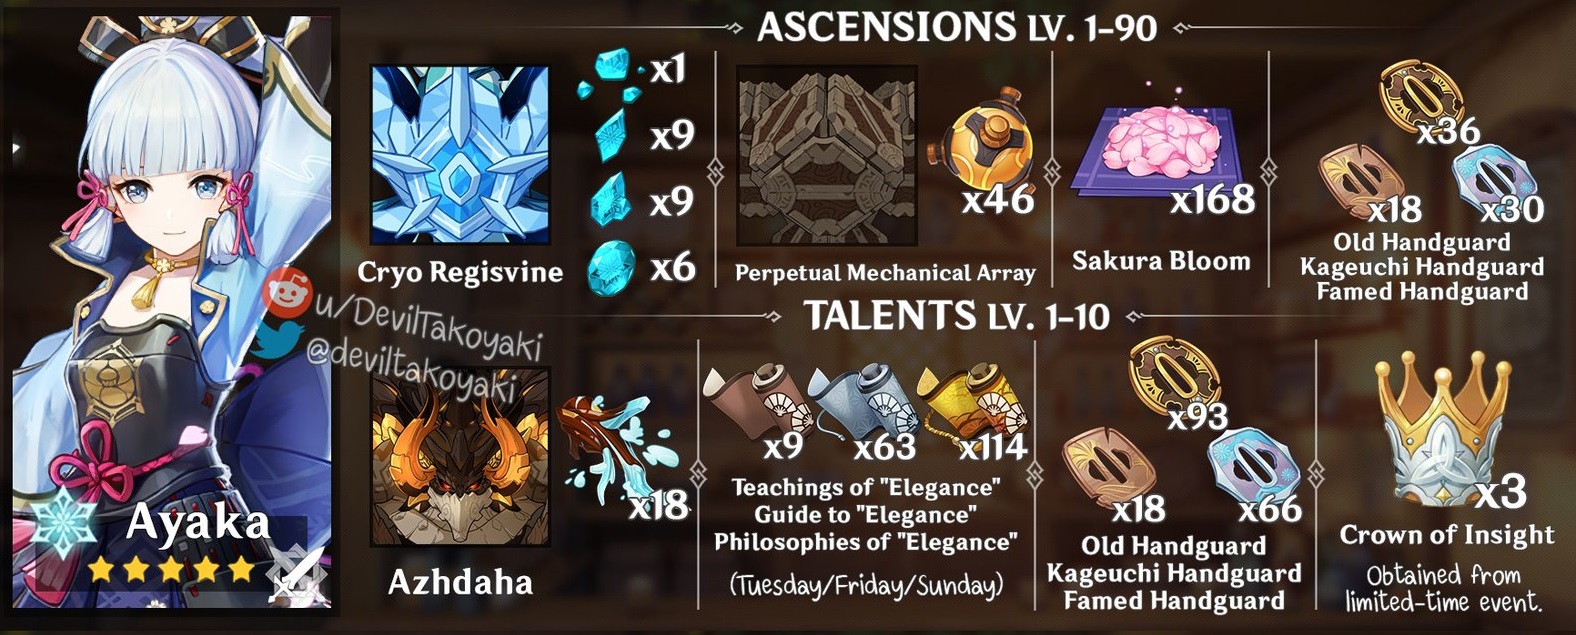 ASCENSIONS LV. 1-90
x1
x9
x9
x6
Cryo Regisvine
x46
Perpetual Mechanical Array
x168
Sakura Bloom
x36
x18
x30
Old Handguard
Kageuchi Handguard
Famed Handguard
u/DevilTakoyaki
@deviltakoyaki
TALENTS LV. 1-10
Ayaka
x18
Azhdaha
x9
x63
x114
Teachings of "Elegance"
Guide to "Elegance"
Philosophies of "Elegance"
(Tuesday/Friday/Sunday)
x93
x18
x66
Old Handguard
Kageuchi Handguard
Famed Handguard
x3
Crown of Insight
Obtained from
limited-time event.